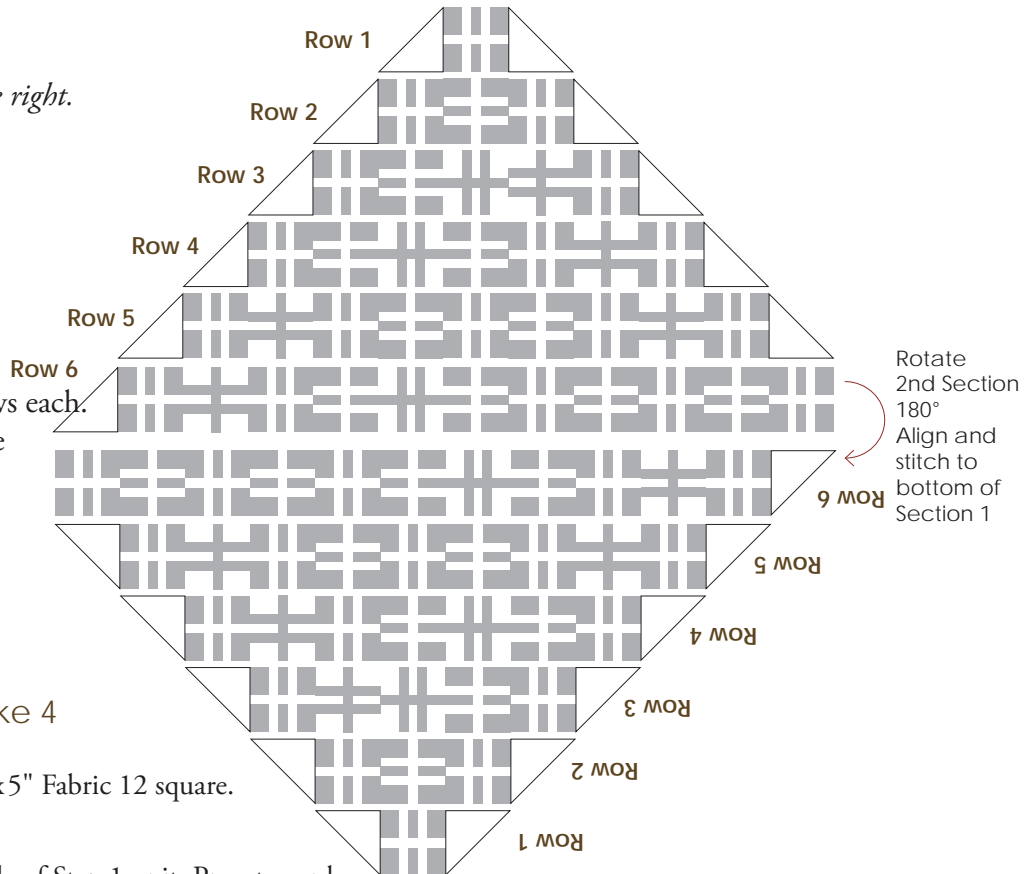 Row 1
right.
Row 2
Row 3
Row 4
Row 5
Row 6
each.
Rotate
2nd Section
180°
Align and
stitch to
bottom of
Section 1
Row 6
Row 5
Row 4
Row 3
4
5" Fabric 12 square.
Row 2
Row 1